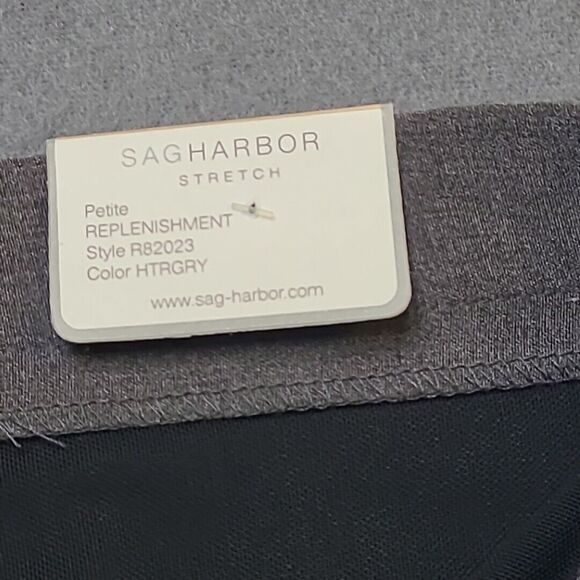 SAGHARBOR
STRETCH
Petite
REPLENISHMENT
Style R82023
Color HTRGRY
www.sag-harbor.com